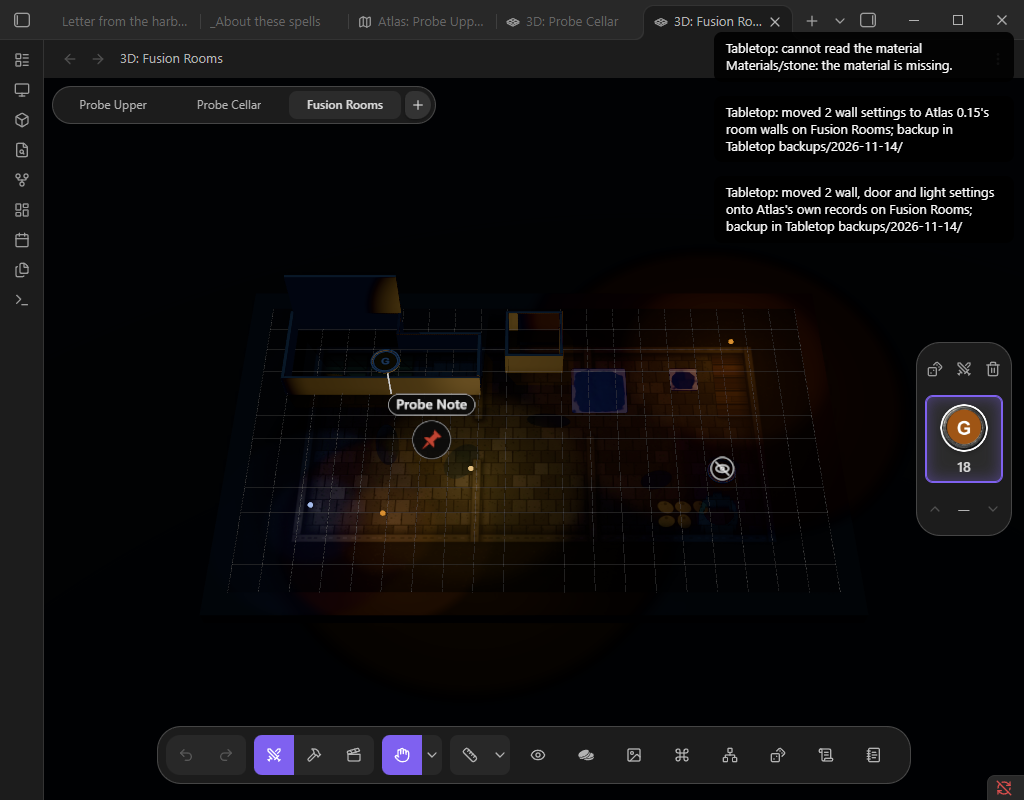 Letter from the harb...
_About these spells
Atlas: Probe Upp...
3D: Probe Cellar
3D: Fusion Ro...
3D: Fusion Rooms
Tabletop: cannot read the material
Materials/stone: the material is missing.
Probe Upper
Probe Cellar
Fusion Rooms
Tabletop: moved 2 wall settings to Atlas 0.15's
room walls on Fusion Rooms; backup in
Tabletop backups/2026-11-14/
Tabletop: moved 2 wall, door and light settings
onto Atlas's own records on Fusion Rooms;
backup in Tabletop backups/2026-11-14/
G
Probe Note
G
18